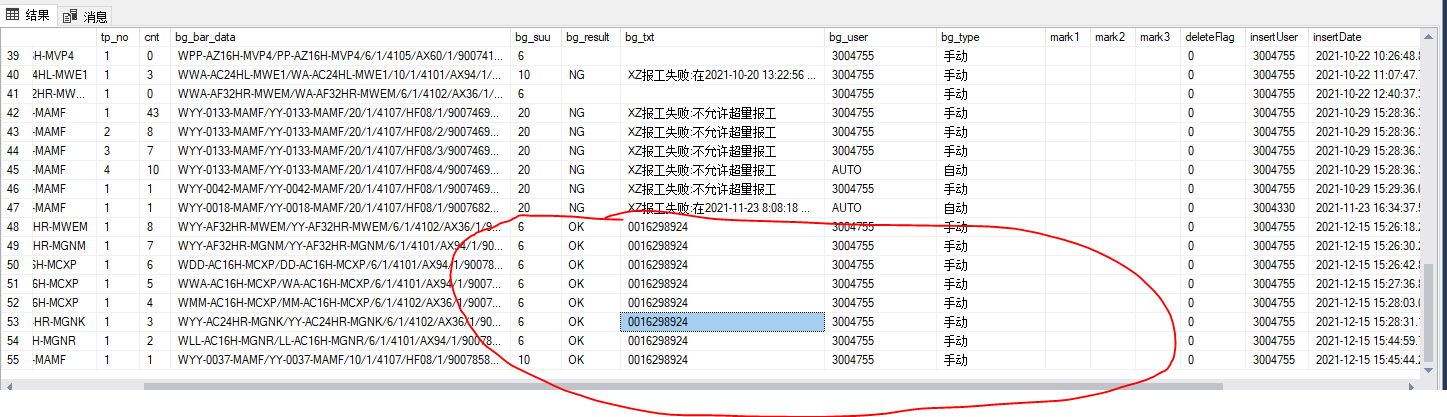 结果 消息
tp_no cnt bg_bar_data bg_suu bg_result bg_txt bg_user bg_type mark1 mark2 mark3 deleteFlag insertUser insertDate
39 iH-MVP4 1 0 WPP-AZ16H-MVP4/PP-AZ16H-MVP4/6/1/4105/AX60/1/900741... 6 3004755 手动 0 3004755 2021-10-22 10:26:48.8
40 24HL-MWE1 1 3 WWA-AC24HL-MWE1/WA-AC24HL-MWE1/10/1/4101/AX94/1/... 10 NG XZ报工失败:在2021-10-20 13:22:56 ... 3004755 手动 0 3004755 2021-10-22 11:07:47.7
41 32HR-MW... 1 0 WWA-AF32HR-MWEM/WA-AF32HR-MWEM/6/1/4102/AX36/1/... 6 3004755 手动 0 3004755 2021-10-22 12:40:37.3
42 -MAMF 1 43 WYY-0133-MAMF/YY-0133-MAMF/20/1/4107/HF08/1/9007469... 20 NG XZ报工失败:不允许超量报工 3004755 手动 0 3004755 2021-10-29 15:28:36.3
43 -MAMF 2 8 WYY-0133-MAMF/YY-0133-MAMF/20/1/4107/HF08/2/9007469... 20 NG XZ报工失败:不允许超量报工 3004755 手动 0 3004755 2021-10-29 15:28:36.3
44 -MAMF 3 7 WYY-0133-MAMF/YY-0133-MAMF/20/1/4107/HF08/3/9007469... 20 NG XZ报工失败:不允许超量报工 3004755 手动 0 3004755 2021-10-29 15:28:36.3
45 -MAMF 4 10 WYY-0133-MAMF/YY-0133-MAMF/20/1/4107/HF08/4/9007469... 20 NG XZ报工失败:不允许超量报工 AUTO 自动 0 3004755 2021-10-29 15:28:36.3
46 -MAMF 1 1 WYY-0042-MAMF/YY-0042-MAMF/20/1/4107/HF08/1/9007469... 20 NG XZ报工失败:不允许超量报工 3004755 手动 0 3004755 2021-10-29 15:29:36.0
47 -MAMF 1 1 WYY-0018-MAMF/YY-0018-MAMF/20/1/4107/HF08/1/9007682... 20 NG XZ报工失败:在2021-11-23 8:08:18 ... AUTO 自动 0 3004330 2021-11-23 16:34:37.5
48 HR-MWEM 1 8 WYY-AF32HR-MWEM/YY-AF32HR-MWEM/6/1/4102/AX36/1/9... 6 OK 0016298924 3004755 手动 0 3004755 2021-12-15 15:26:18.2
49 HR-MGNM 1 7 WYY-AF32HR-MGNM/YY-AF32HR-MGNM/6/1/4101/AX94/1/90... 6 OK 0016298924 3004755 手动 0 3004755 2021-12-15 15:26:30.2
50 6H-MCXP 1 6 WDD-AC16H-MCXP/DD-AC16H-MCXP/6/1/4101/AX94/1/90078... 6 OK 0016298924 3004755 手动 0 3004755 2021-12-15 15:26:42.8
51 6H-MCXP 1 5 WWA-AC16H-MCXP/WA-AC16H-MCXP/6/1/4101/AX94/1/9007... 6 OK 0016298924 3004755 手动 0 3004755 2021-12-15 15:27:36.8
52 6H-MCXP 1 4 WMM-AC16H-MCXP/MM-AC16H-MCXP/6/1/4102/AX36/1/9007... 6 OK 0016298924 3004755 手动 0 3004755 2021-12-15 15:28:03.0
53 HR-MGNK 1 3 WYY-AC24HR-MGNK/YY-AC24HR-MGNK/6/1/4102/AX36/1/90... 6 OK 0016298924 3004755 手动 0 3004755 2021-12-15 15:28:31.1
54 H-MGNR 1 2 WLL-AC16H-MGNR/LL-AC16H-MGNR/6/1/4101/AX94/1/90078... 6 OK 0016298924 3004755 手动 0 3004755 2021-12-15 15:44:59.7
55 -MAMF 1 1 WYY-0037-MAMF/YY-0037-MAMF/10/1/4107/HF08/1/9007858... 10 OK 0016298924 3004755 手动 0 3004755 2021-12-15 15:45:44.2